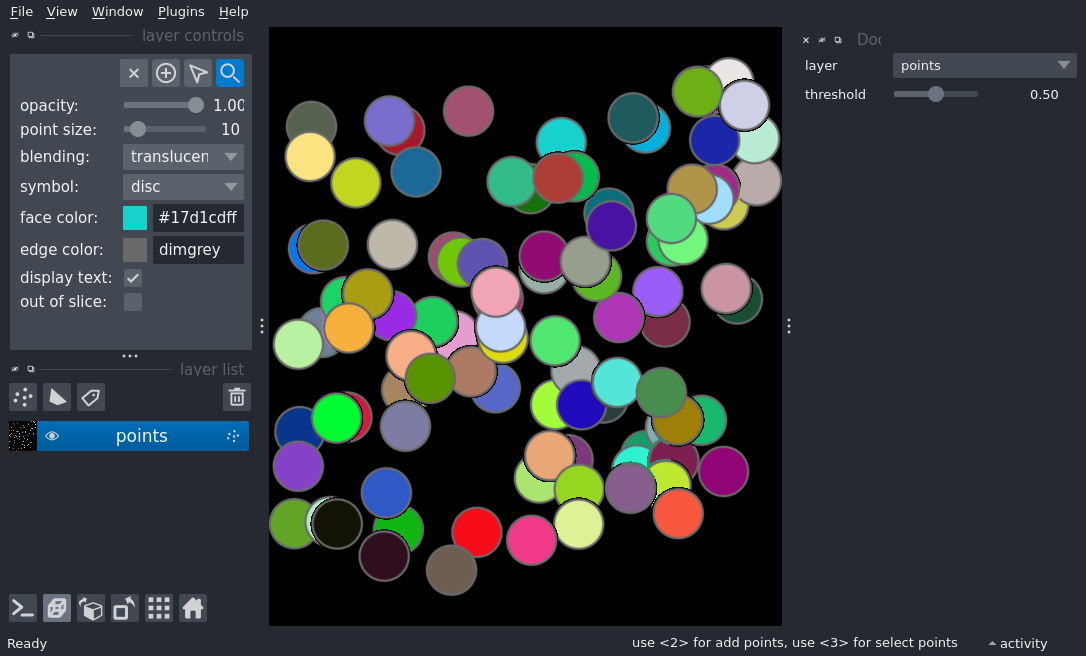 File View Window Plugins Help
layer controls
opacity: 1.00
point size: 10
blending: translucen
symbol: disc
face color: #17d1cdff
edge color: dimgrey
display text:
out of slice:
layer list
points
Doc
layer points
threshold 0.50
Ready
use <2> for add points, use <3> for select points
activity